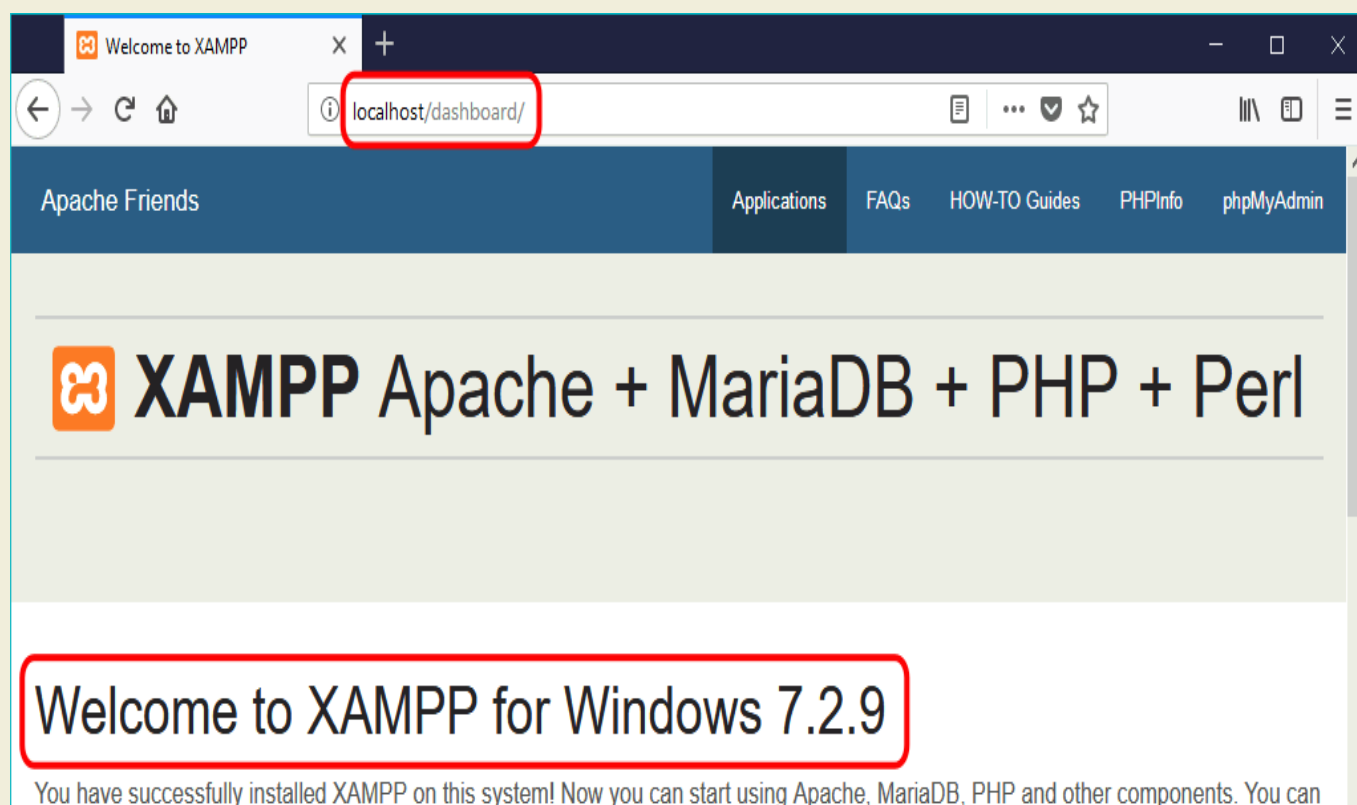 Welcome to XAMPP
localhost/dashboard/
Apache Friends
Applications
FAQs
HOW-TO Guides
PHPInfo
phpMyAdmin
XAMPP Apache + MariaDB + PHP + Perl
Welcome to XAMPP for Windows 7.2.9
You have successfully installed XAMPP on this system! Now you can start using Apache, MariaDB, PHP and other components. You can